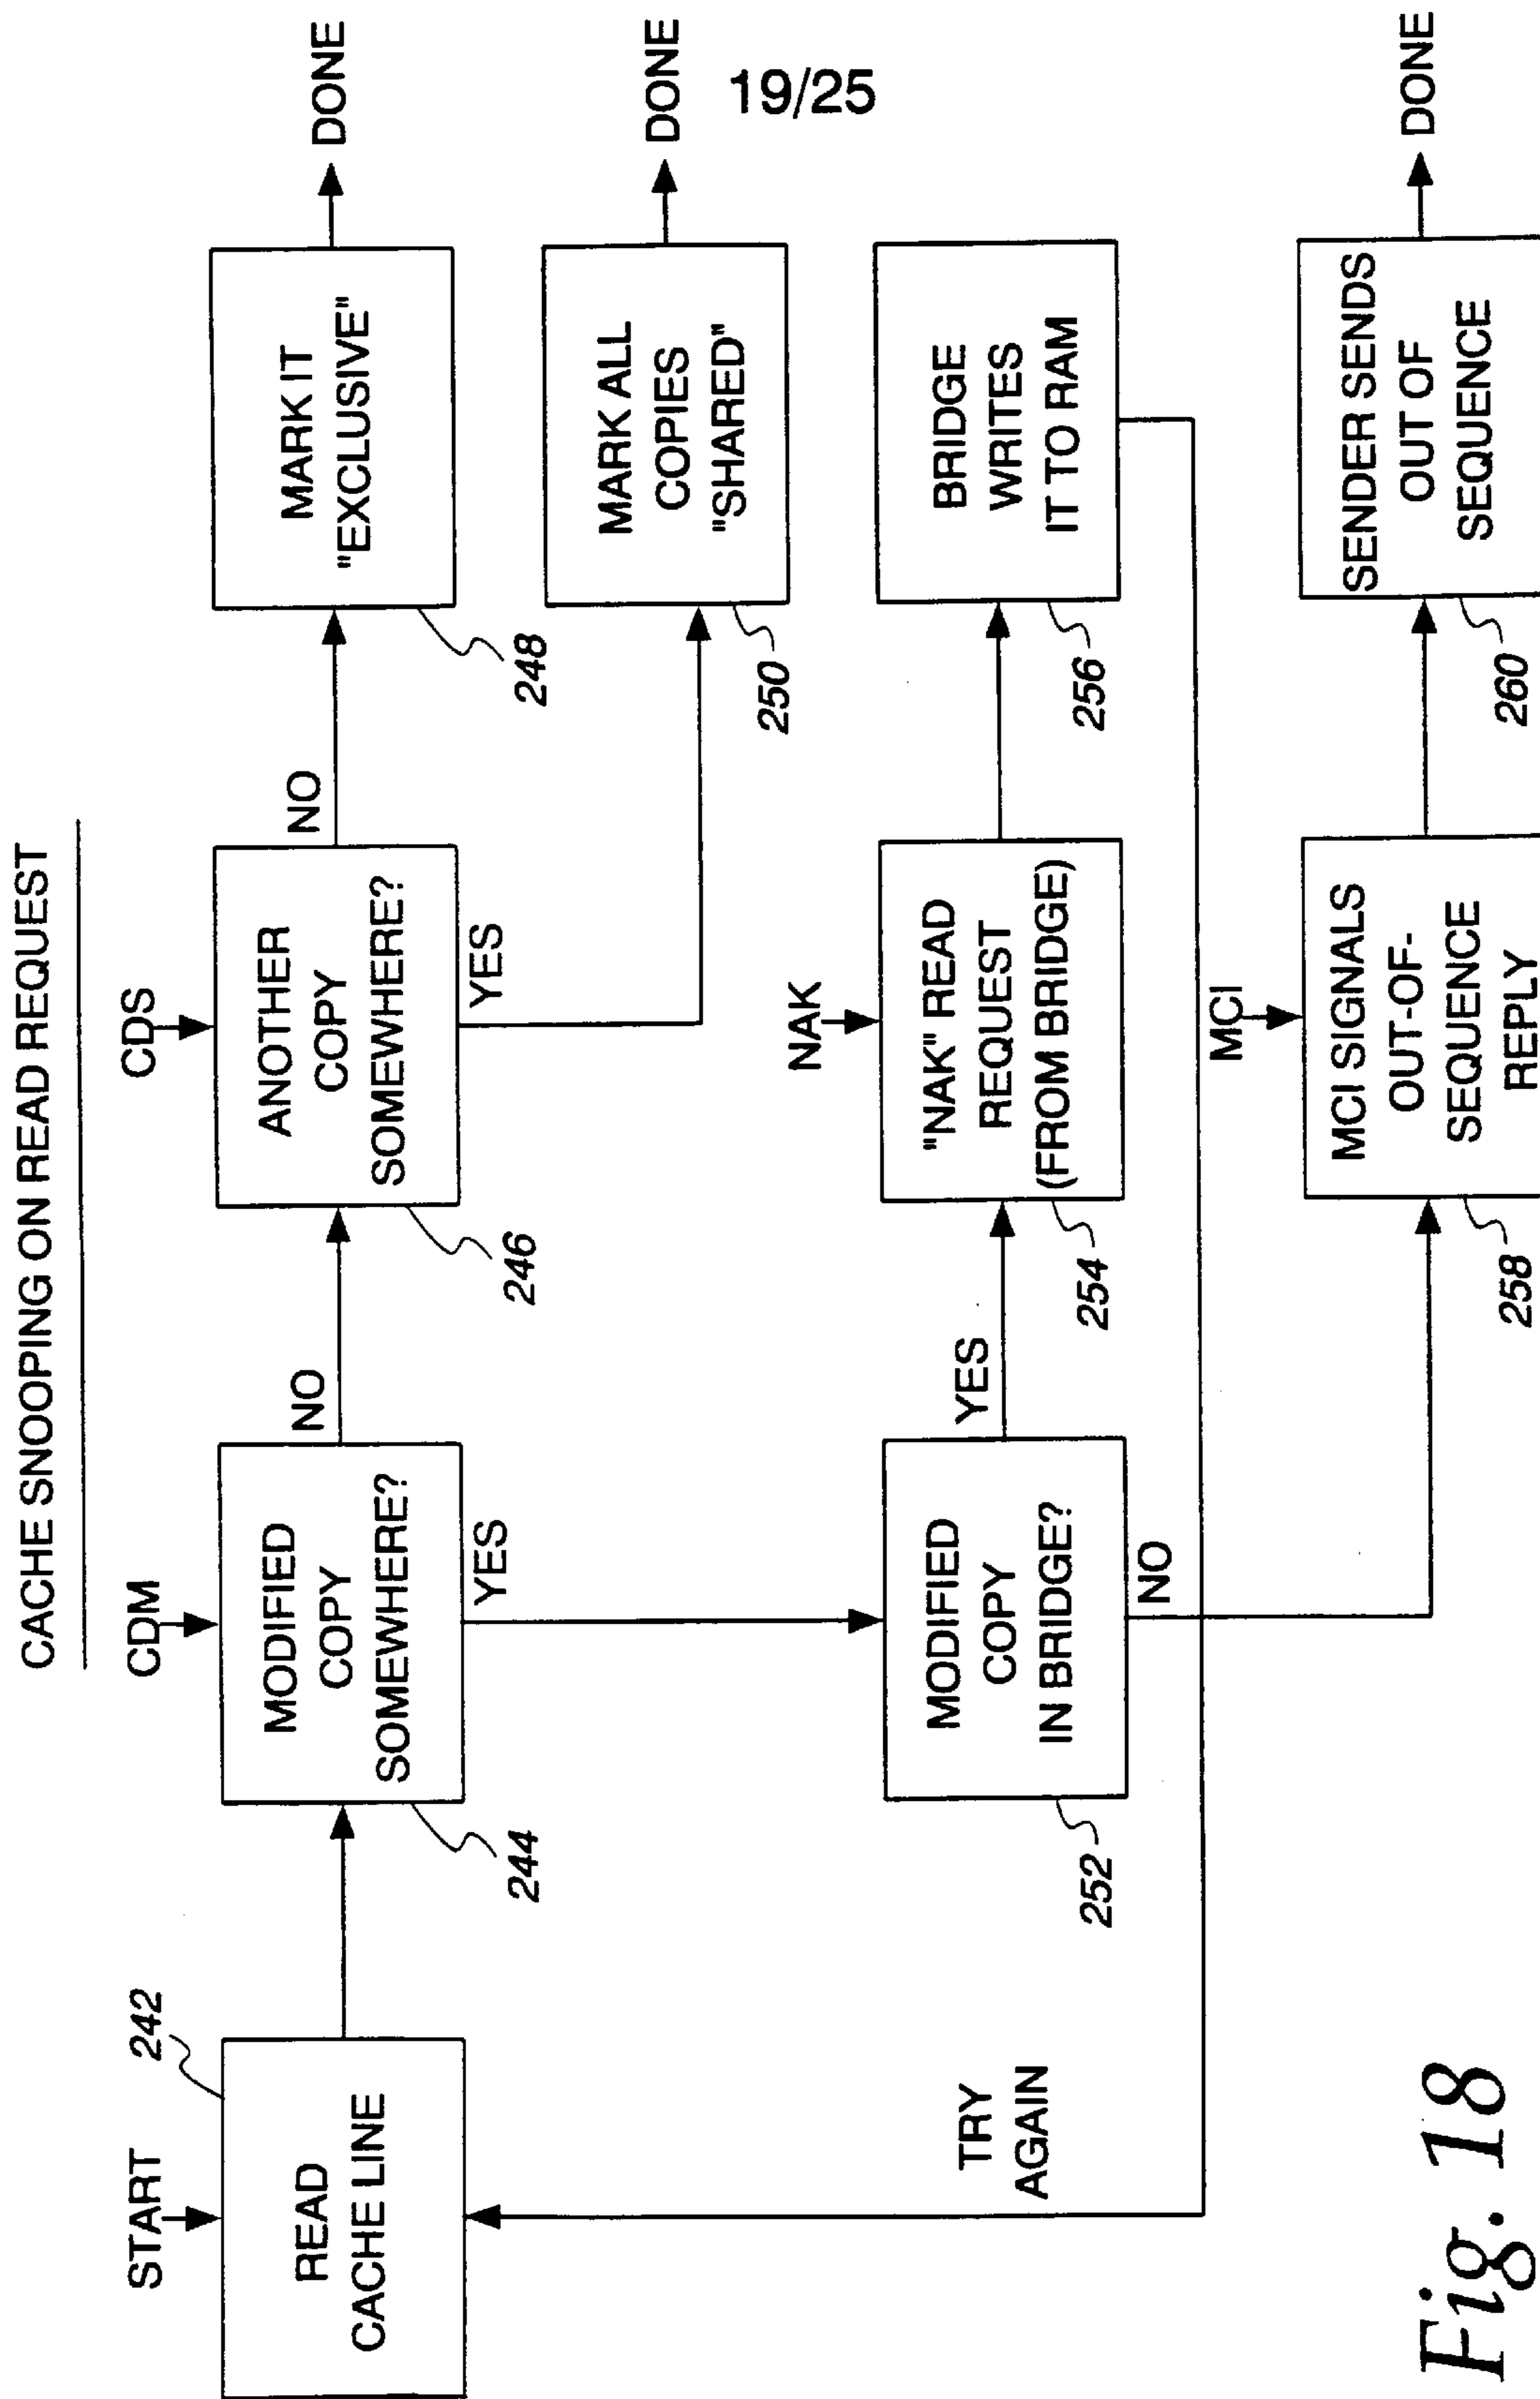 19/25
CACHE SNOOPING ON READ REQUEST
START
242
READ
CACHE LINE
CDM
MODIFIED
COPY
SOMEWHERE?
244
NO
YES
CDS
ANOTHER
COPY
SOMEWHERE?
246
NO
YES
MARK IT
"EXCLUSIVE"
248
DONE
MARK ALL
COPIES
"SHARED"
250
DONE
MODIFIED
COPY
IN BRIDGE?
252
YES
NO
NAK
"NAK" READ
REQUEST
(FROM BRIDGE)
254
BRIDGE
WRITES
IT TO RAM
256
TRY
AGAIN
MCI
MCI SIGNALS
OUT-OF-
SEQUENCE
REPLY
258
SENDER SENDS
OUT OF
SEQUENCE
260
DONE
Fig. 18